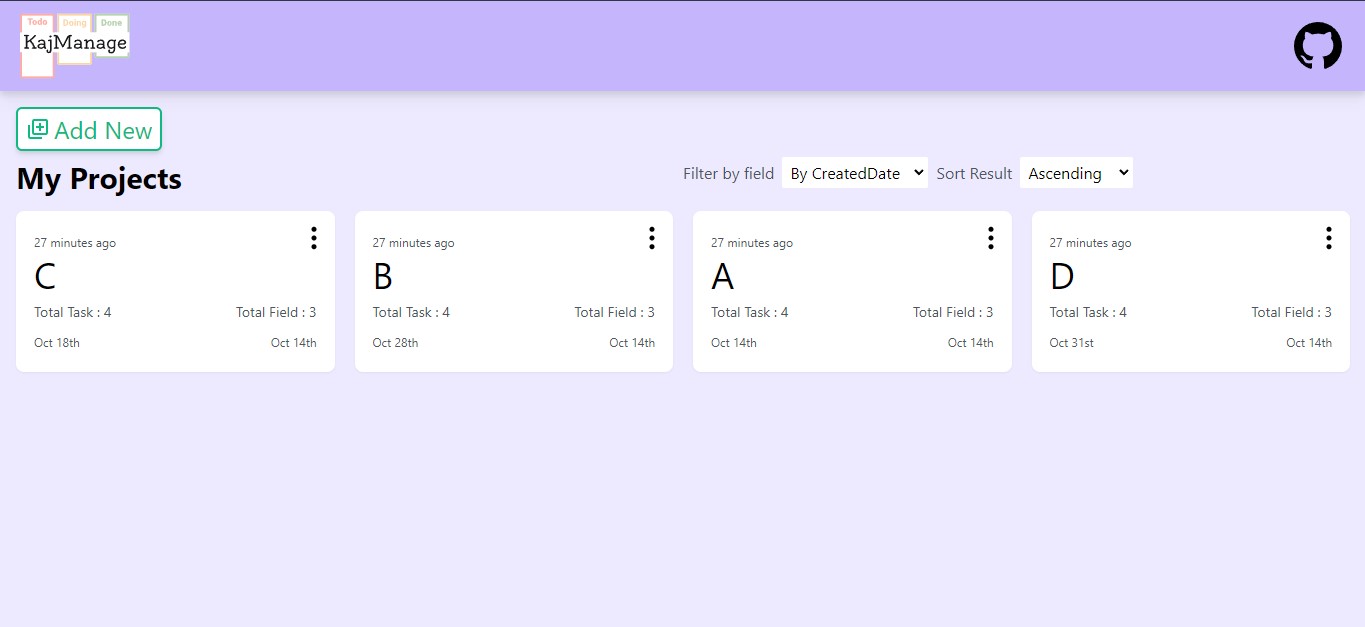 Todo Doing Done
KajManage
Add New
My Projects
Filter by field By CreatedDate Sort Result Ascending
27 minutes ago
C
Total Task : 4 Total Field : 3
Oct 18th Oct 14th
27 minutes ago
B
Total Task : 4 Total Field : 3
Oct 28th Oct 14th
27 minutes ago
A
Total Task : 4 Total Field : 3
Oct 14th Oct 14th
27 minutes ago
D
Total Task : 4 Total Field : 3
Oct 31st Oct 14th